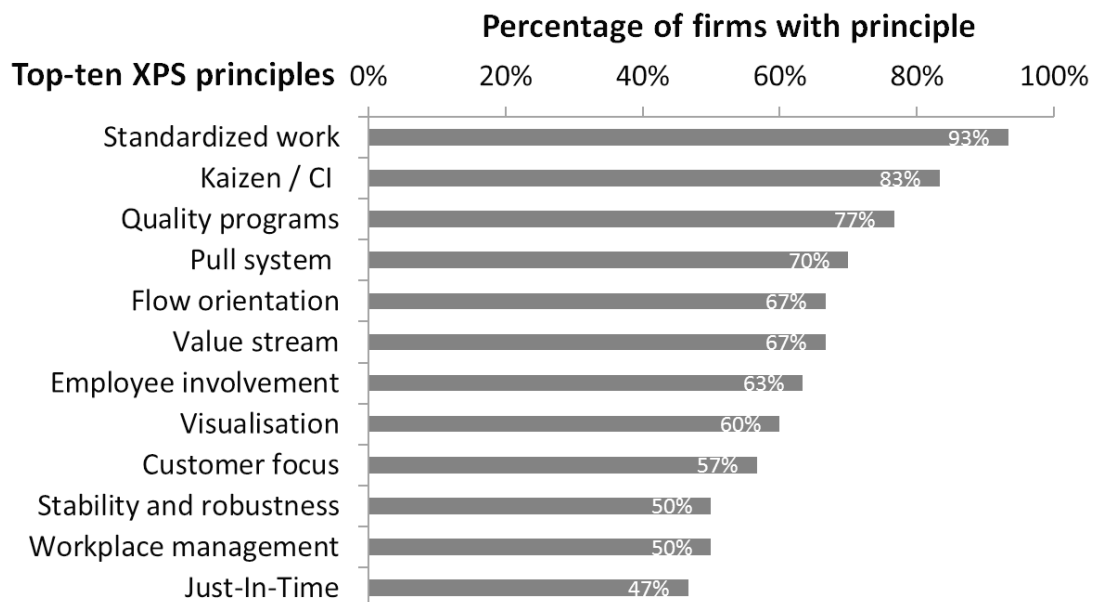 Percentage of firms with principle
Top-ten XPS principles 0% 20% 40% 60% 80% 100%
Standardized work 93%
Kaizen / CI 83%
Quality programs 77%
Pull system 70%
Flow orientation 67%
Value stream 67%
Employee involvement 63%
Visualisation 60%
Customer focus 57%
Stability and robustness 50%
Workplace management 50%
Just-In-Time 47%